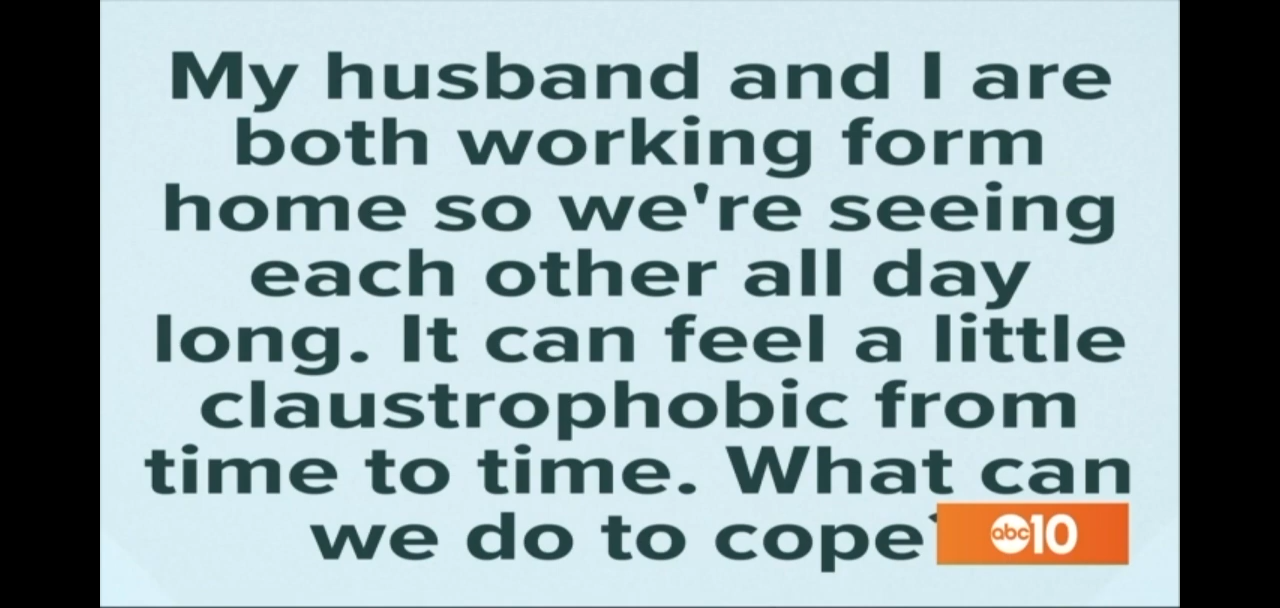 My husband and I are
both working form
home so we're seeing
each other all day
long. It can feel a little
claustrophobic from
time to time. What can
we do to cope
abc10